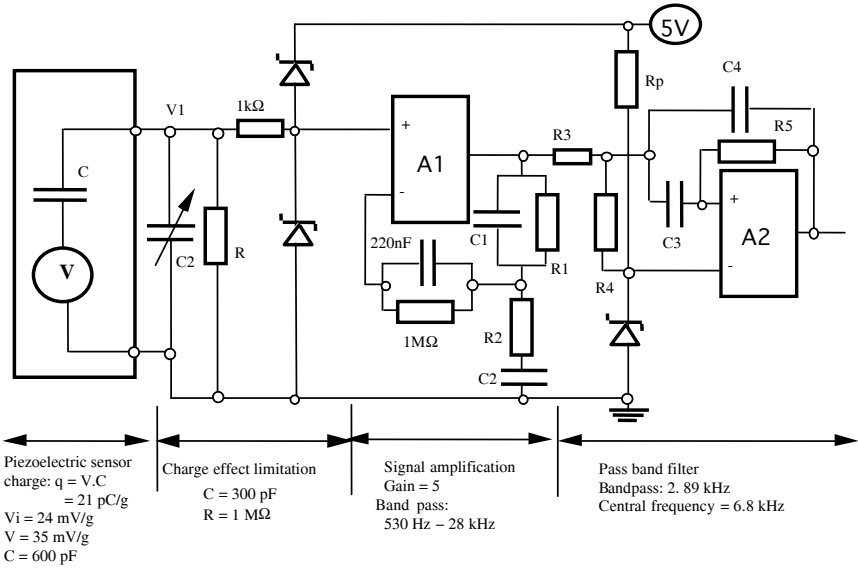 5V
Rp
C4
V1
1kΩ
R5
R3
+
A1
+
C
-
A2
C3
C2
R
220nF
C1
R1
V
R4
-
1MΩ
R2
C2
Piezoelectric sensor
charge: q = V.C
= 21 pC/g
Vi = 24 mV/g
V = 35 mV/g
C = 600 pF
Charge effect limitation
C = 300 pF
R = 1 MΩ
Signal amplification
Gain = 5
Band pass:
530 Hz – 28 kHz
Pass band filter
Bandpass: 2. 89 kHz
Central frequency = 6.8 kHz